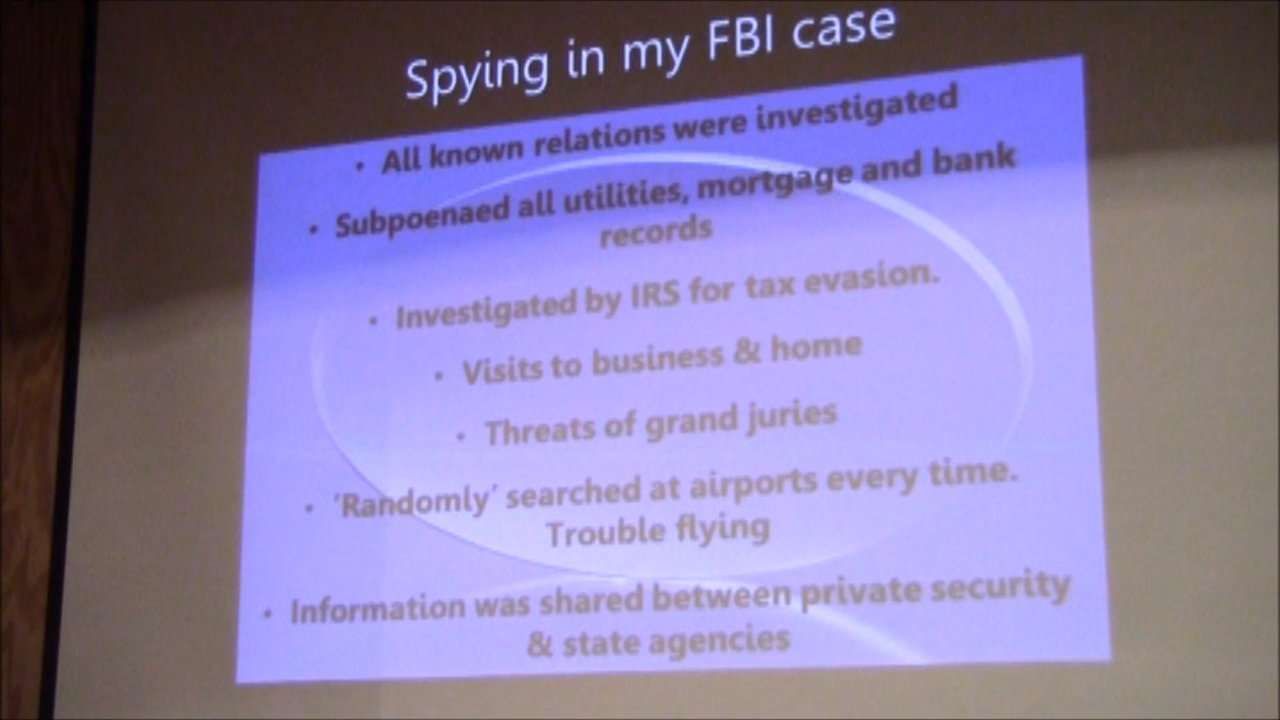 Spying in my FBI case
• All known relations were investigated
• Subpoenaed all utilities, mortgage and bank
records
• Investigated by IRS for tax evasion.
• Visits to business & home
• Threats of grand juries
• ‘Randomly’ searched at airports every time.
Trouble flying
• Information was shared between private security
& state agencies